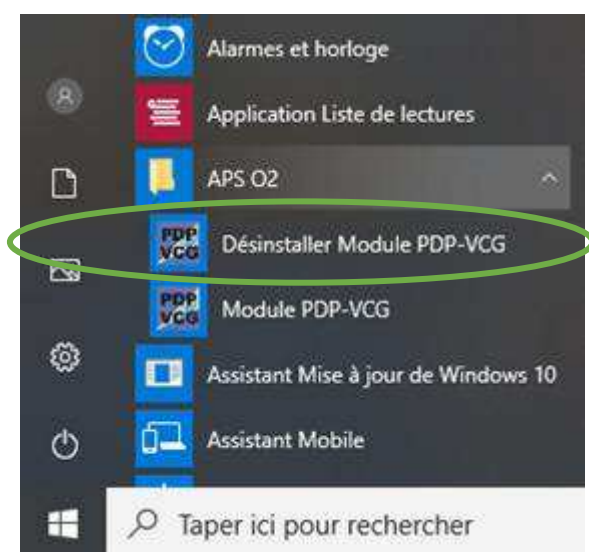 Alarmes et horloge
Application Liste de lectures
APS O2
PDP
VCG
Désinstaller Module PDP-VCG
PDP
VCG
Module PDP-VCG
Assistant Mise à jour de Windows 10
Assistant Mobile
Taper ici pour rechercher